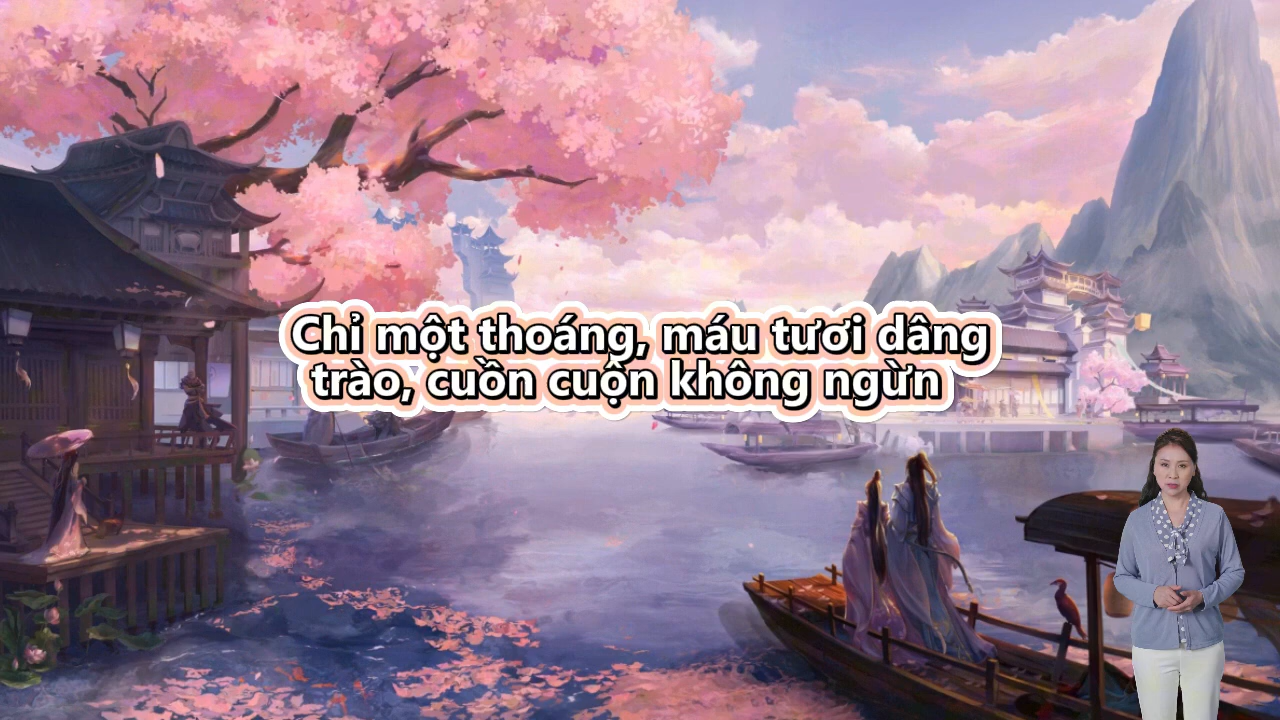 Chỉ một thoáng, máu tươi dâng
trào, cuồn cuộn không ngừn